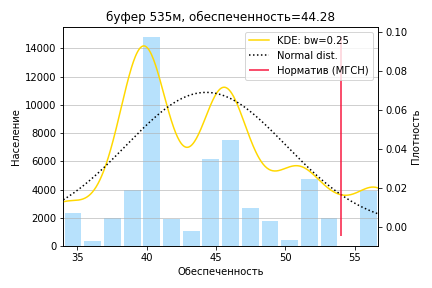 буфер 535м, обеспеченность=44.28
KDE: bw=0.25
Normal dist.
Норматив (МГСН)
14000
12000
10000
8000
6000
4000
2000
0
Население
0.10
0.08
0.06
0.04
0.02
0.00
Плотность
35 40 45 50 55
Обеспеченность